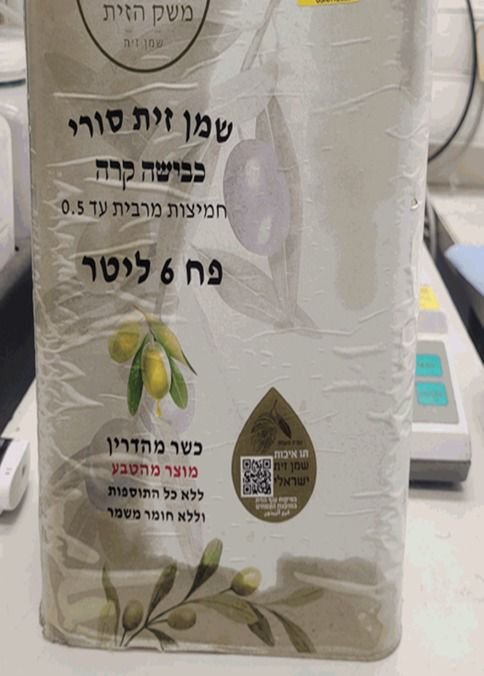 משק הזית
שמן זית
שמן זית סורי
כבישה קרה
חמיצות מרבית עד 0.5
פח 6 ליטר
כשר מהדרין
מוצר מהטבע
ללא כל התוספות
וללא חומר משמר
תו איכות
שמן זית
ישראלי